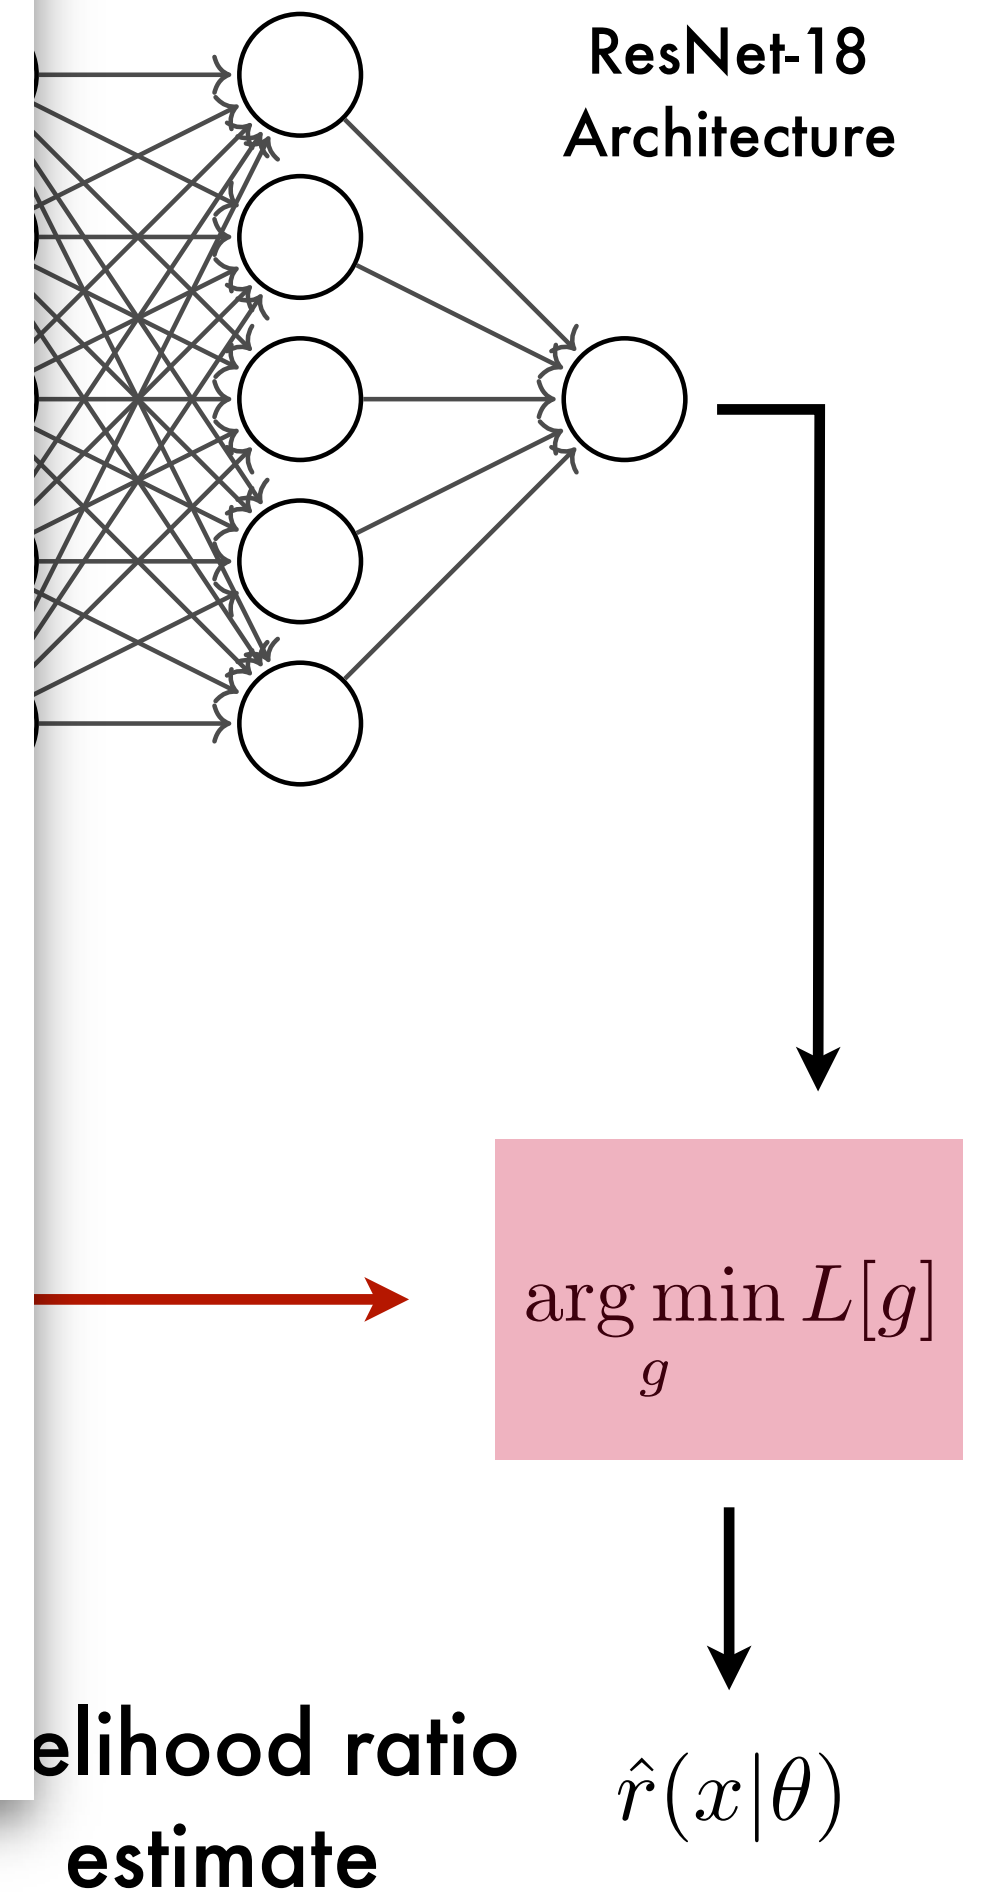 ResNet-18
Architecture
arg min L[g]
g
elihood ratio
estimate
r̂(x|θ)